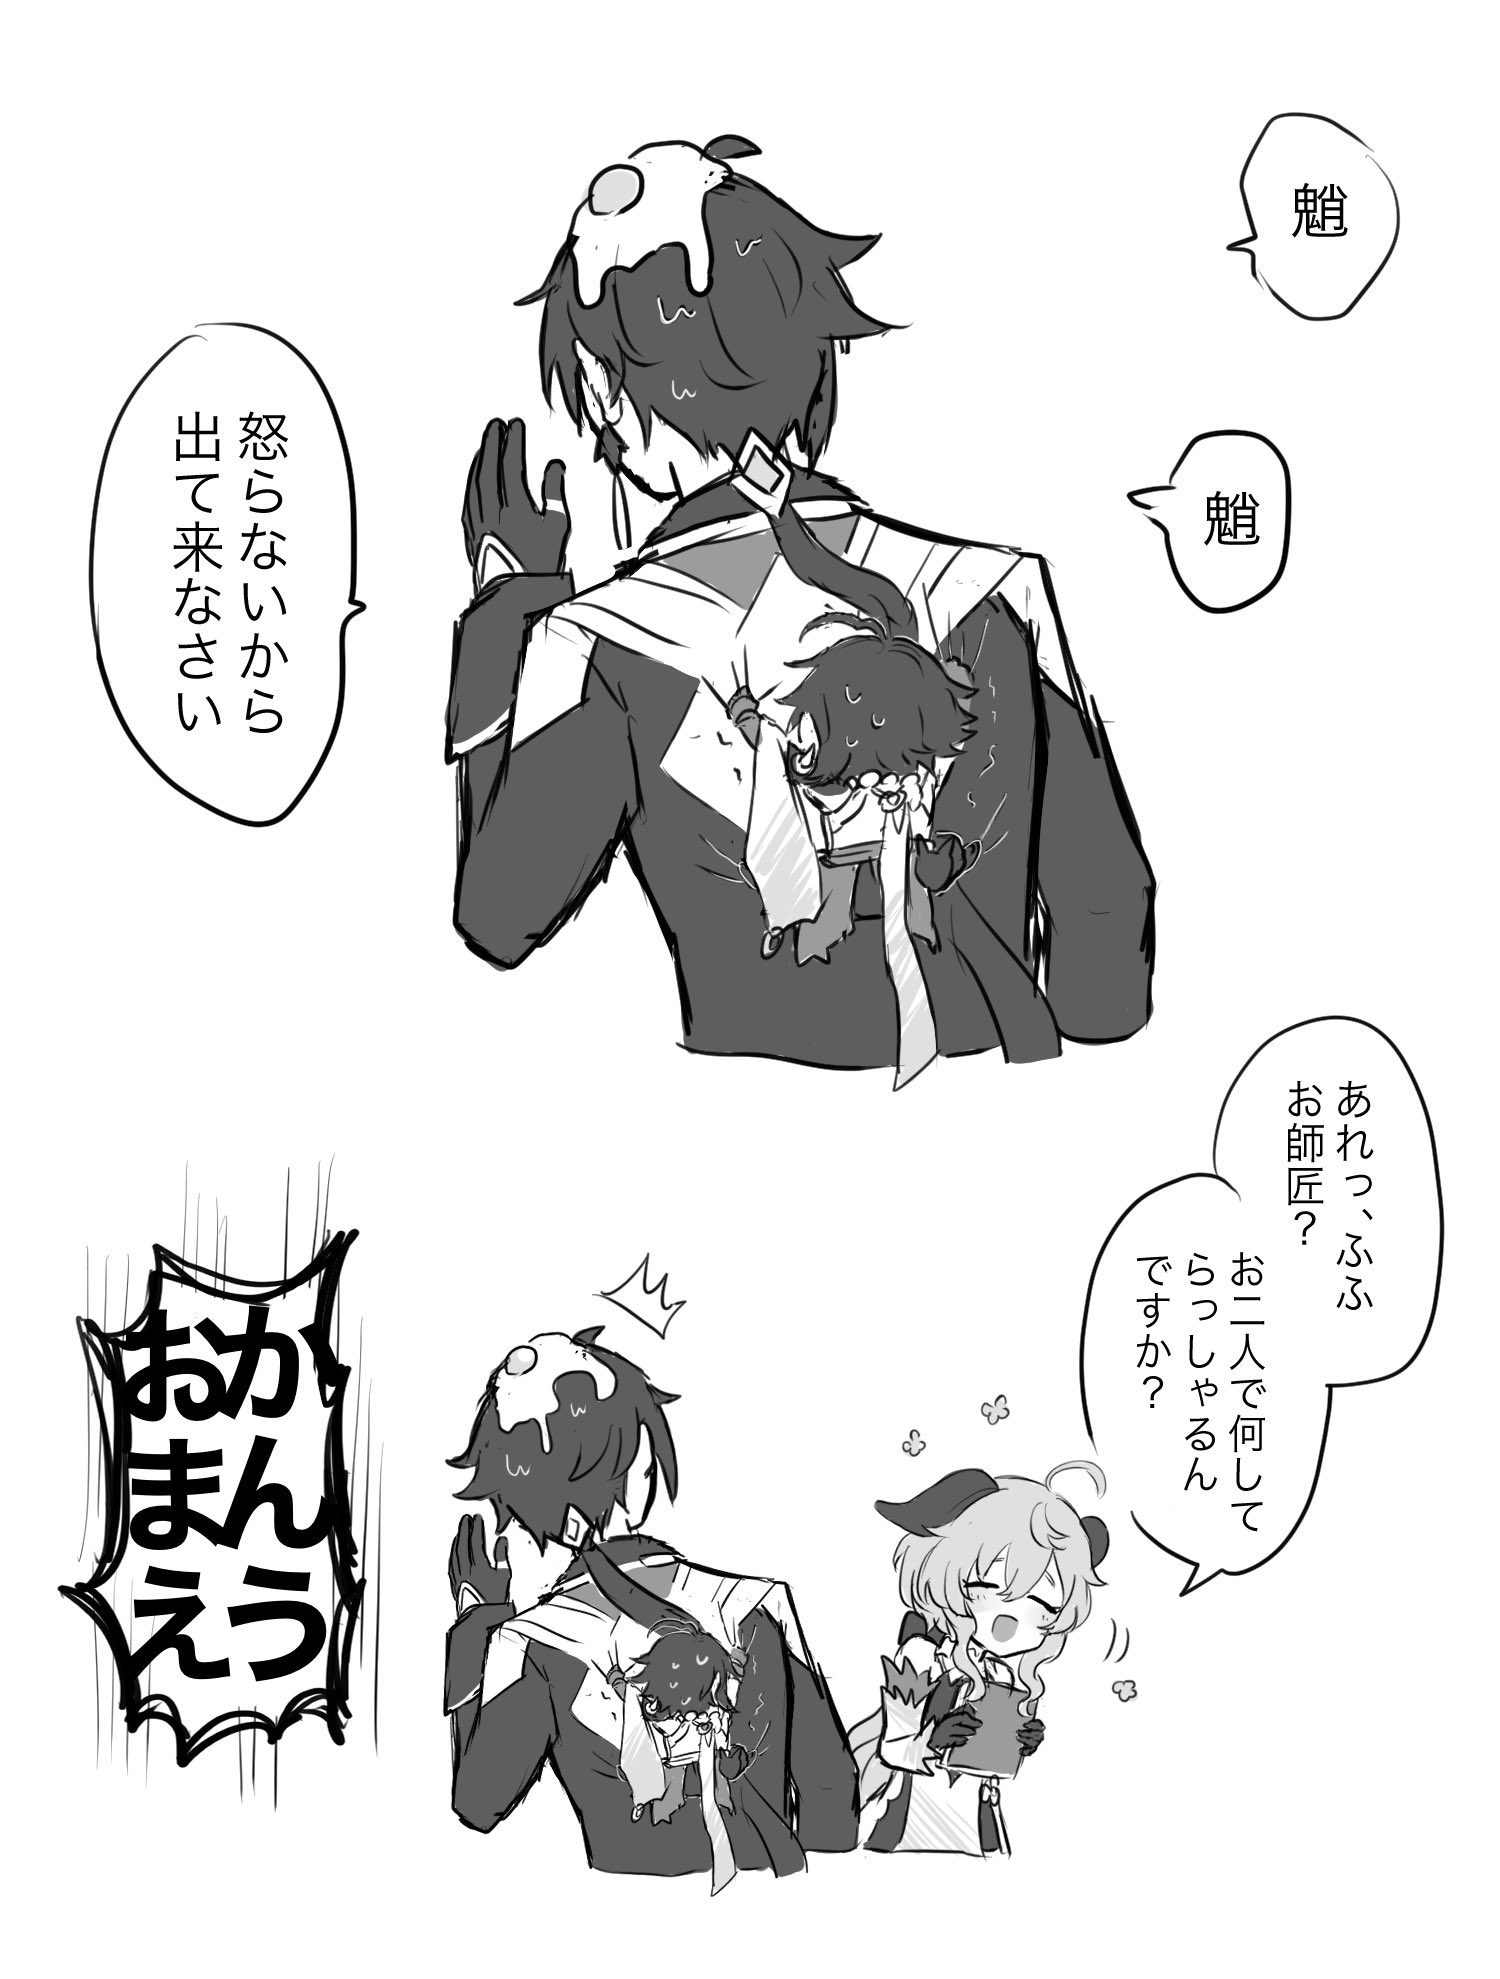 魈
魈
怒らないから
出て来なさい
あれっ、ふふ
お師匠?
お二人で何して
らっしゃるん
ですか?
かんう
おまえ